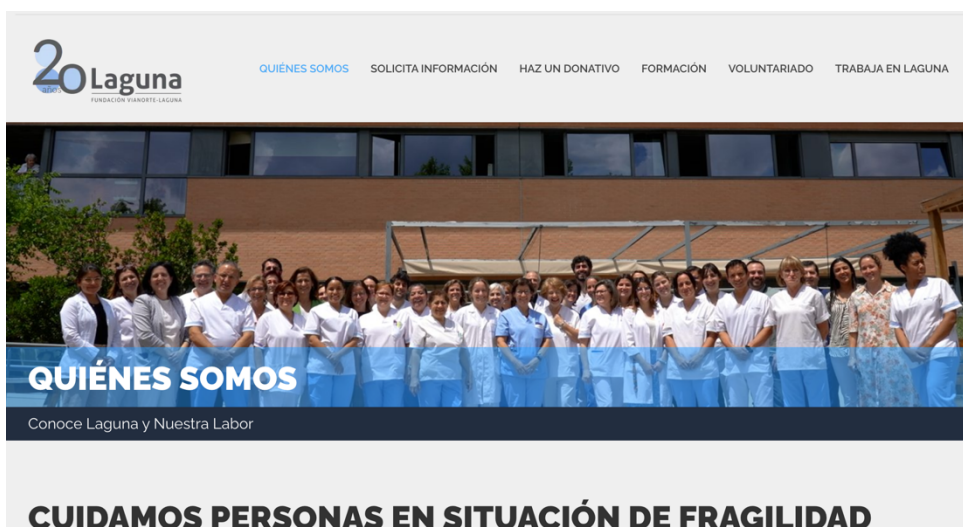 20
años
Laguna
FUNDACIÓN VIANORTE-LAGUNA
QUIÉNES SOMOS SOLICITA INFORMACIÓN HAZ UN DONATIVO FORMACIÓN VOLUNTARIADO TRABAJA EN LAGUNA
QUIÉNES SOMOS
Conoce Laguna y Nuestra Labor
CUIDAMOS PERSONAS EN SITUACIÓN DE FRAGILIDAD